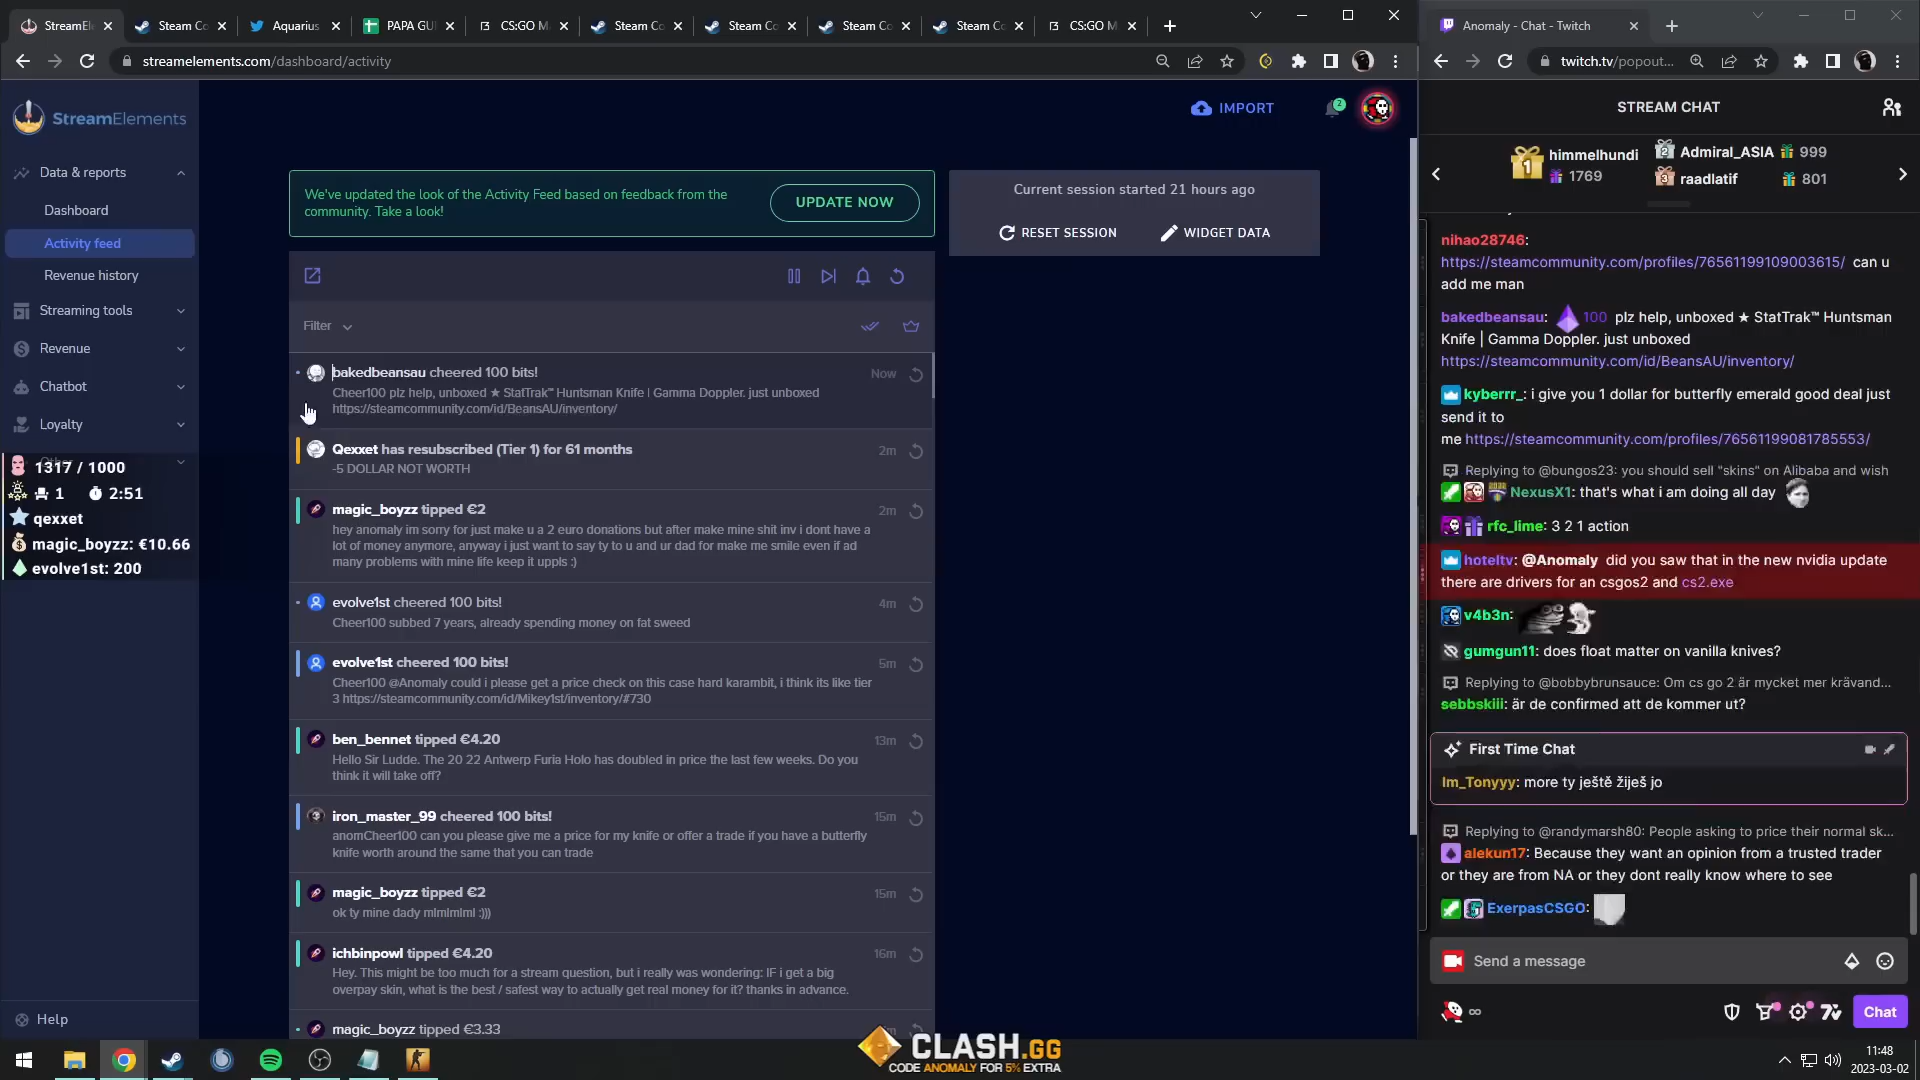 StreamEle
Steam Co
Aquarius
PAPA GUI
CS:GO M
Steam Co
Steam Co
Steam Co
Steam Co
CS:GO M
streamelements.com/dashboard/activity
StreamElements
Data & reports
Dashboard
Activity feed
Revenue history
Streaming tools
Revenue
Chatbot
Loyalty
Other
1317 / 1000
1 2:51
qexxet
magic_boyzz: €10.66
evolve1st: 200
Help
IMPORT
2
We've updated the look of the Activity Feed based on feedback from the
community. Take a look!
UPDATE NOW
Current session started 21 hours ago
RESET SESSION
WIDGET DATA
Filter
bakedbeansau cheered 100 bits!
Now
Cheer100 plz help, unboxed ★ StatTrak™ Huntsman Knife | Gamma Doppler. just unboxed
https://steamcommunity.com/id/BeansAU/inventory/
Qexxet has resubscribed (Tier 1) for 61 months
2m
-5 DOLLAR NOT WORTH
magic_boyzz tipped €2
2m
hey anomaly im sorry for just make u a 2 euro donations but after make mine shit inv i dont have a
lot of money anymore, anyway i just want to say ty to u and ur dad for make me smile even if ad
many problems with mine life keep it uppls :)
evolve1st cheered 100 bits!
4m
Cheer100 subbed 7 years, already spending money on fat sweed
evolve1st cheered 100 bits!
5m
Cheer100 @Anomaly could i please get a price check on this case hard karambit, i think its like tier
3 https://steamcommunity.com/id/Mikey1st/inventory/#730
ben_bennet tipped €4.20
13m
Hello Sir Ludde. The 20 22 Antwerp Furia Holo has doubled in price the last few weeks. Do you
think it will take off?
iron_master_99 cheered 100 bits!
15m
anomCheer100 can you please give me a price for my knife or offer a trade if you have a butterfly
knife worth around the same that you can trade
magic_boyzz tipped €2
15m
ok ty mine dady mlmlmlml :)))
ichbinpowl tipped €4.20
16m
Hey. This might be too much for a stream question, but i really was wondering: IF i get a big
overpay skin, what is the best / safest way to actually get real money for it? thanks in advance.
magic_boyzz tipped €3.33
CLASH.GG
CODE ANOMALY FOR 5% EXTRA
Anomaly - Chat - Twitch
twitch.tv/popout...
STREAM CHAT
1 himmelhundi
1769
2 Admiral_ASIA 999
3 raadlatif 801
nihao28746:
https://steamcommunity.com/profiles/76561199109003615/ can u
add me man
bakedbeansau: 100 plz help, unboxed ★ StatTrak™ Huntsman
Knife | Gamma Doppler. just unboxed
https://steamcommunity.com/id/BeansAU/inventory/
kyberrr_: i give you 1 dollar for butterfly emerald good deal just
send it to
me https://steamcommunity.com/profiles/76561199081785553/
Replying to @bungos23: you should sell "skins" on Alibaba and wish
NexusX1: that's what i am doing all day
rfc_lime: 3 2 1 action
hoteltv: @Anomaly did you saw that in the new nvidia update
there are drivers for an csgos2 and cs2.exe
v4b3n:
gumgun11: does float matter on vanilla knives?
Replying to @bobbybrunsauce: Om cs go 2 är mycket mer krävand...
sebbskiii: är de confirmed att de kommer ut?
First Time Chat
Im_Tonyyy: more ty ještě žiješ jo
Replying to @randymarsh80: People asking to price their normal sk...
alekun17: Because they want an opinion from a trusted trader
or they are from NA or they dont really know where to see
ExerpasCSGO:
Send a message
∞
Chat
11:48
2023-03-02